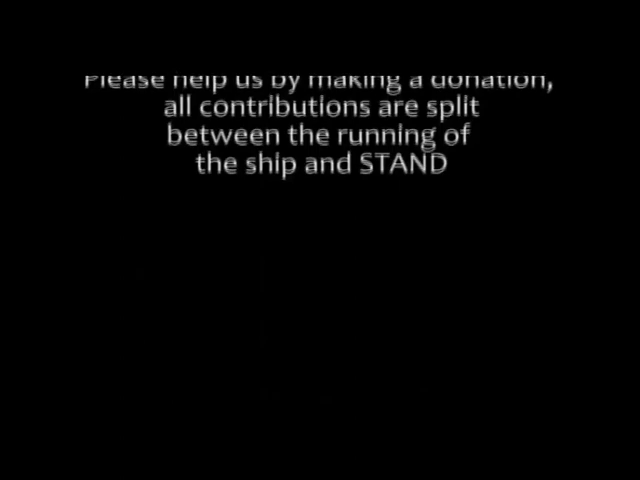 Please help us by making a donation,
all contributions are split
between the running of
the ship and STAND